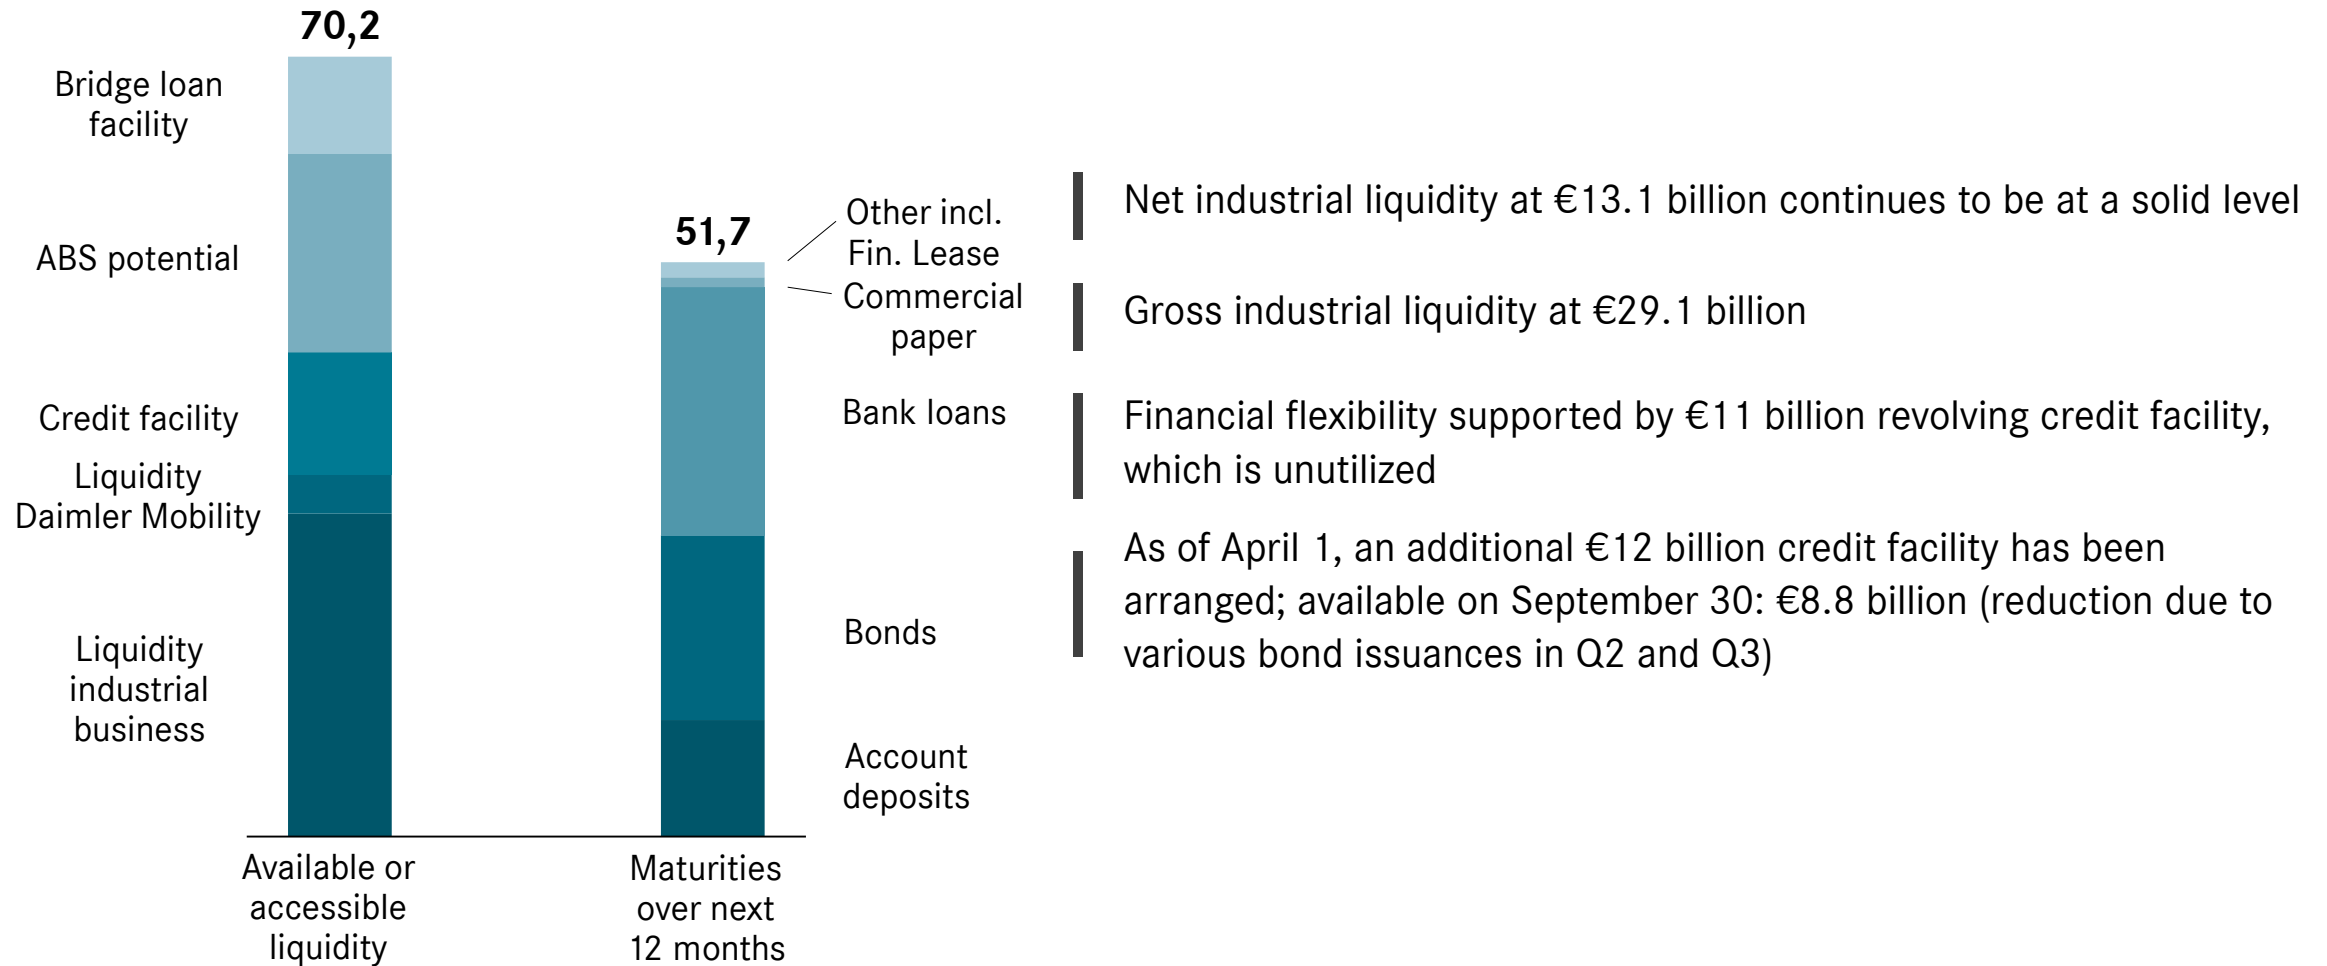 70,2
Bridge loan
facility
ABS potential
Credit facility
Liquidity
Daimler Mobility
Liquidity
industrial
business
Available or
accessible
liquidity
51,7
Other incl.
Fin. Lease
Commercial
paper
Bank loans
Bonds
Account
deposits
Maturities
over next
12 months
Net industrial liquidity at €13.1 billion continues to be at a solid level
Gross industrial liquidity at €29.1 billion
Financial flexibility supported by €11 billion revolving credit facility,
which is unutilized
As of April 1, an additional €12 billion credit facility has been
arranged; available on September 30: €8.8 billion (reduction due to
various bond issuances in Q2 and Q3)